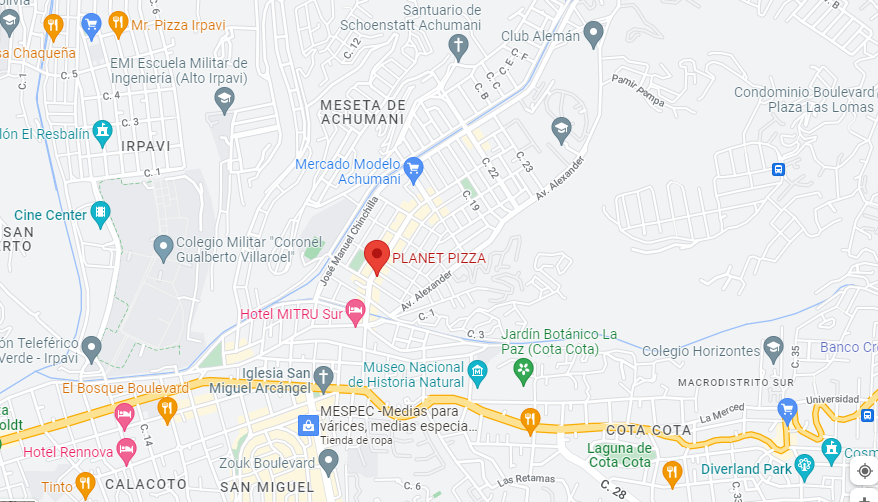 olivia
Mr. Pizza Irpavi
sa Chaqueña
C. 1
C. 5
C. 4
C. 3
EMI Escuela Militar de
Ingeniería (Alto Irpavi)
Santuario de
Schoenstatt Achumani
C. 12
Club Alemán
C. C
C. E
C. F
C. B
Pamir Pompa
Condominio Boulevard
Plaza Las Lomas
MESETA DE
ACHUMANI
lón El Resbalín
IRPAVI
C. 1
Mercado Modelo
Achumani
C. 22
C. 23
C. 19
Av. Alexander
José Manuel Chinchilla
Cine Center
SAN
ERTO
Colegio Militar "Coronel
Gualberto Villaroel"
PLANET PIZZA
Av. Alexander
Hotel MITRU Sur
C. 1
C. 3
Jardín Botánico La
Paz (Cota Cota)
ón Teleférico
Verde - Irpavi
Colegio Horizontes
C. 35
Banco Cre
Iglesia San
Miguel Arcángel
Museo Nacional
de Historia Natural
MACRODISTRITO SUR
El Bosque Boulevard
ta
oldt
C. 14
MESPEC -Medias para
várices, medias especia...
Tienda de ropa
La Merced
Universidad
COTA COTA
Hotel Rennova
Zouk Boulevard
Laguna de
Cota Cota
Diverland Park
Cosm
Tinto
CALACOTO
SAN MIGUEL
Las Retamas
C. 28